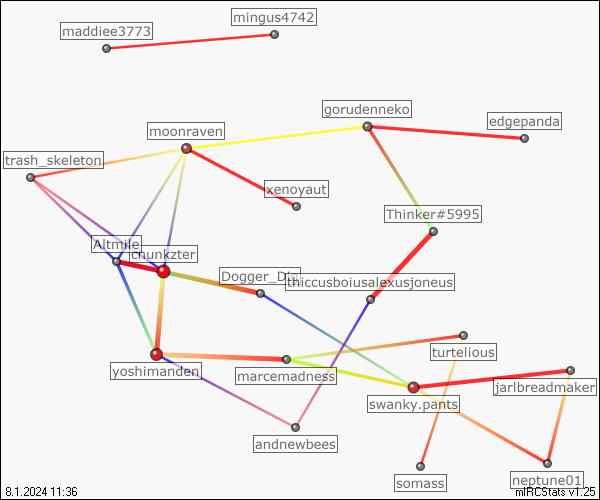 mingus4742
maddiee3773
gorudenneko
edgepanda
moonraven
trash_skeleton
xenoyaut
Thinker#5995
Altmile
chunkzter
thiccusboiusalexusjoneus
turtelious
yoshimanden
marcemadness
jarlbreadmaker
swanky.pants
andnewbees
somass
neptune01
8.1.2024 11:36
mIRCStats v1.25